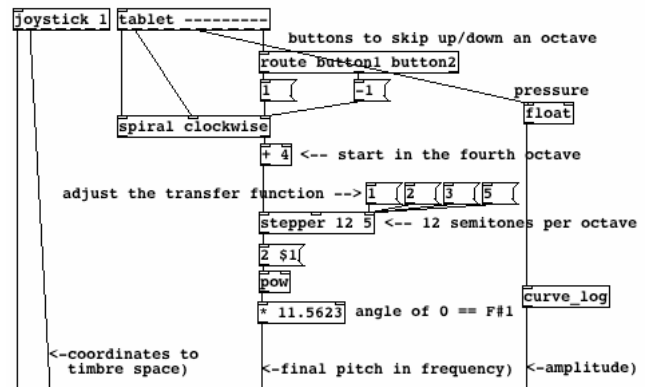 joystick 1
tablet ---------
buttons to skip up/down an octave
route button1 button2
1
-1
pressure
float
spiral clockwise
+ 4
<-- start in the fourth octave
adjust the transfer function -->
1
2
3
5
stepper 12 5
<-- 12 semitones per octave
2 $1
pow
* 11.5623
angle of 0 == F#1
curve_log
<-coordinates to
timbre space)
<-final pitch in frequency)
<-amplitude)